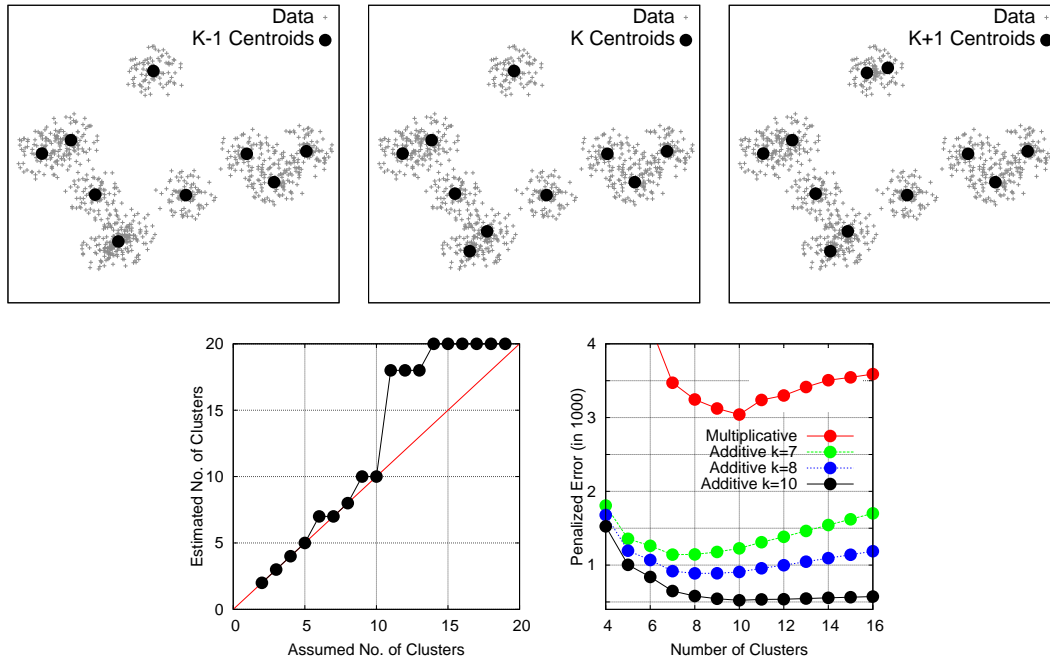 Data
K-1 Centroids
Data
K Centroids
Data
K+1 Centroids
Estimated No. of Clusters
20
15
10
5
0
0 5 10 15 20
Assumed No. of Clusters
Penalized Error (in 1000)
4
3
2
1
Multiplicative
Additive k=7
Additive k=8
Additive k=10
4 6 8 10 12 14 16
Number of Clusters